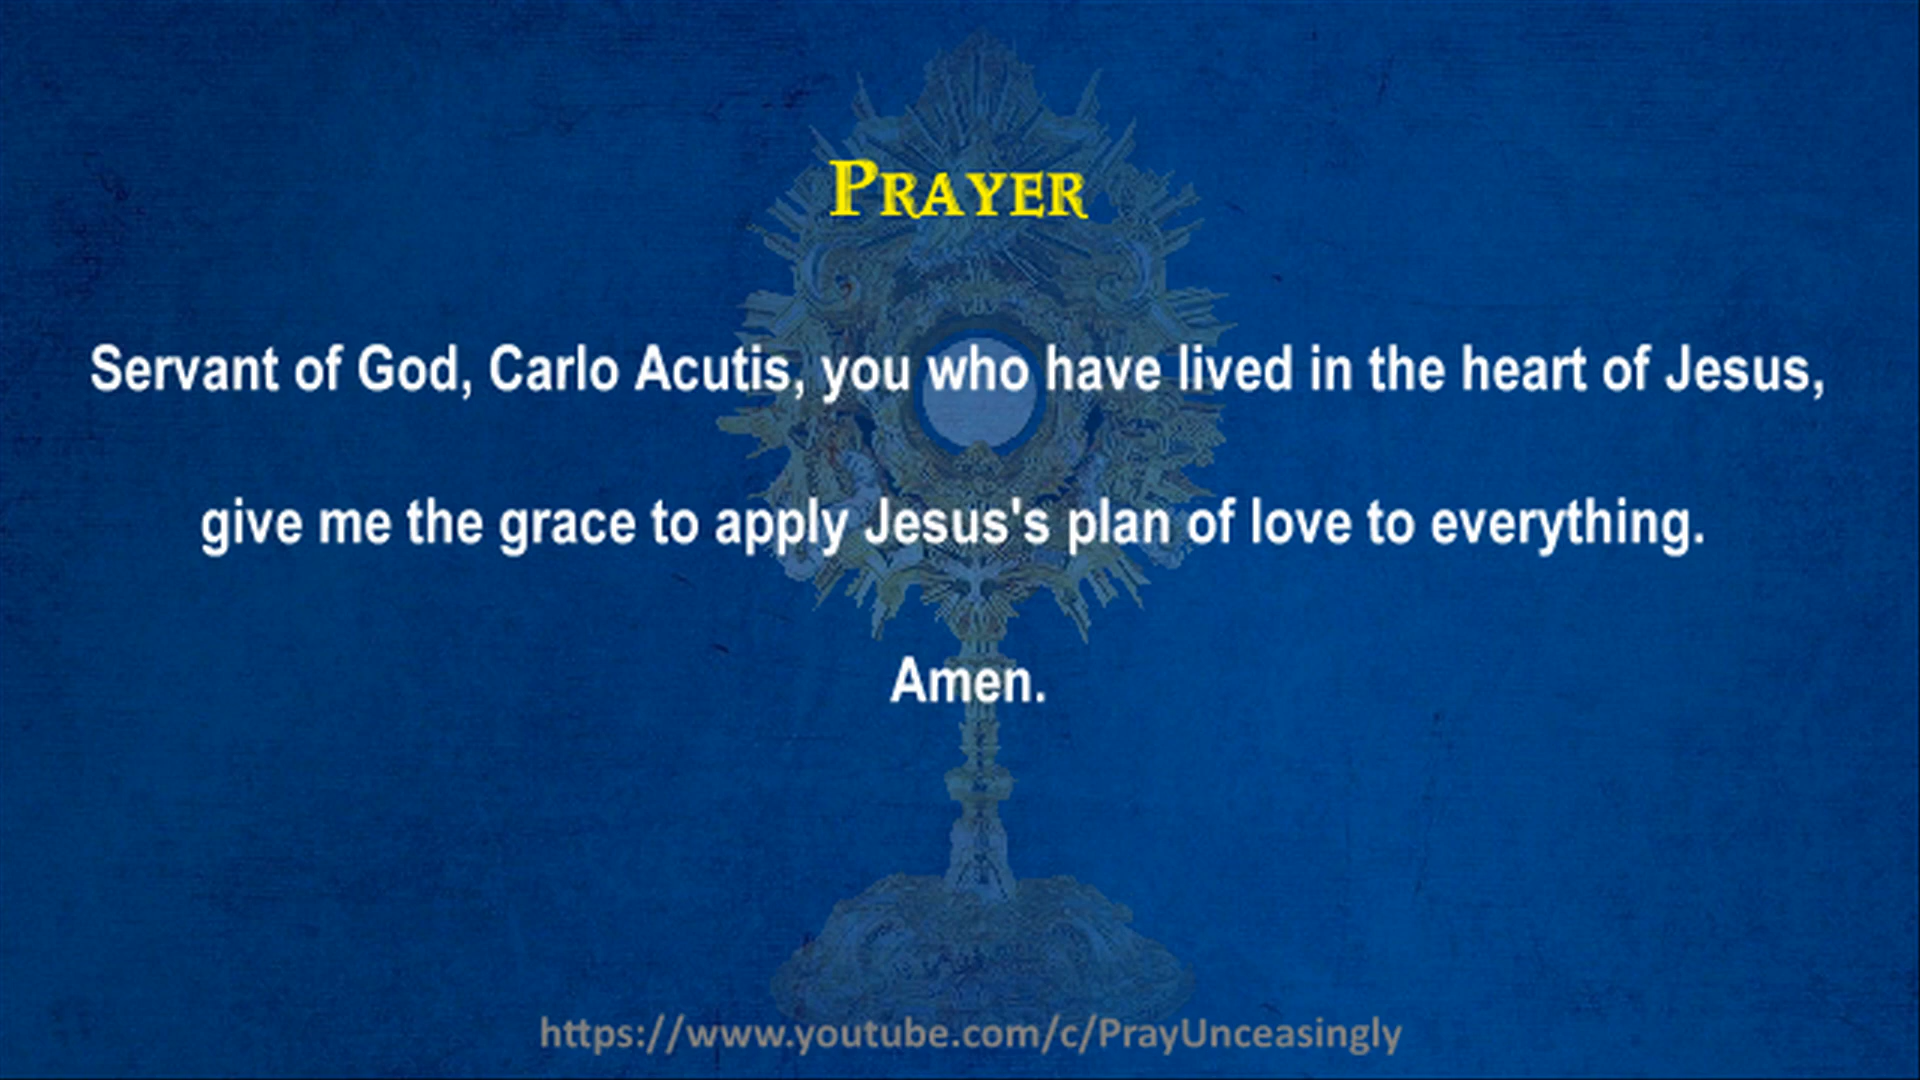 PRAYER
Servant of God, Carlo Acutis, you who have lived in the heart of Jesus,
give me the grace to apply Jesus's plan of love to everything.
Amen.
https://www.youtube.com/c/PrayUnceasingly